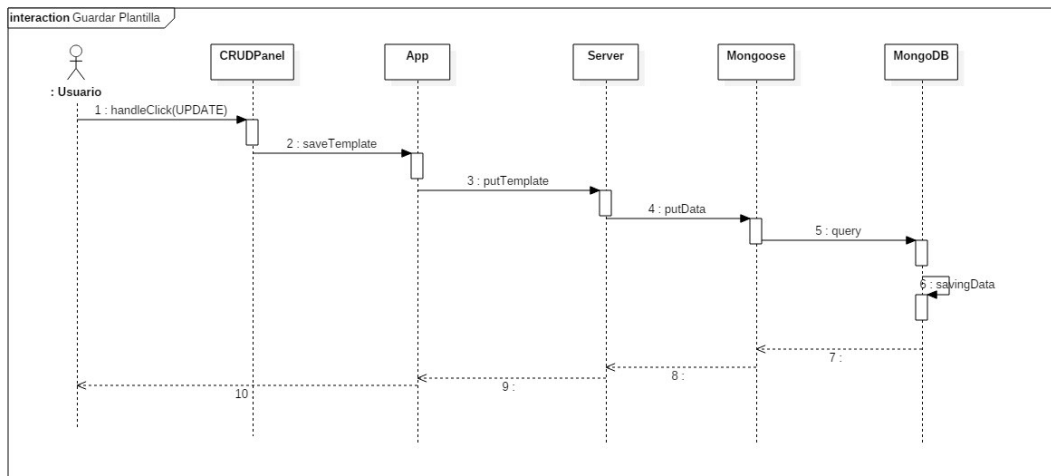 interaction Guardar Plantilla
CRUDPanel
App
Server
Mongoose
MongoDB
: Usuario
1 : handleClick(UPDATE)
2 : saveTemplate
3 : putTemplate
4 : putData
5 : query
6 : savingData
7 :
8 :
9 :
10